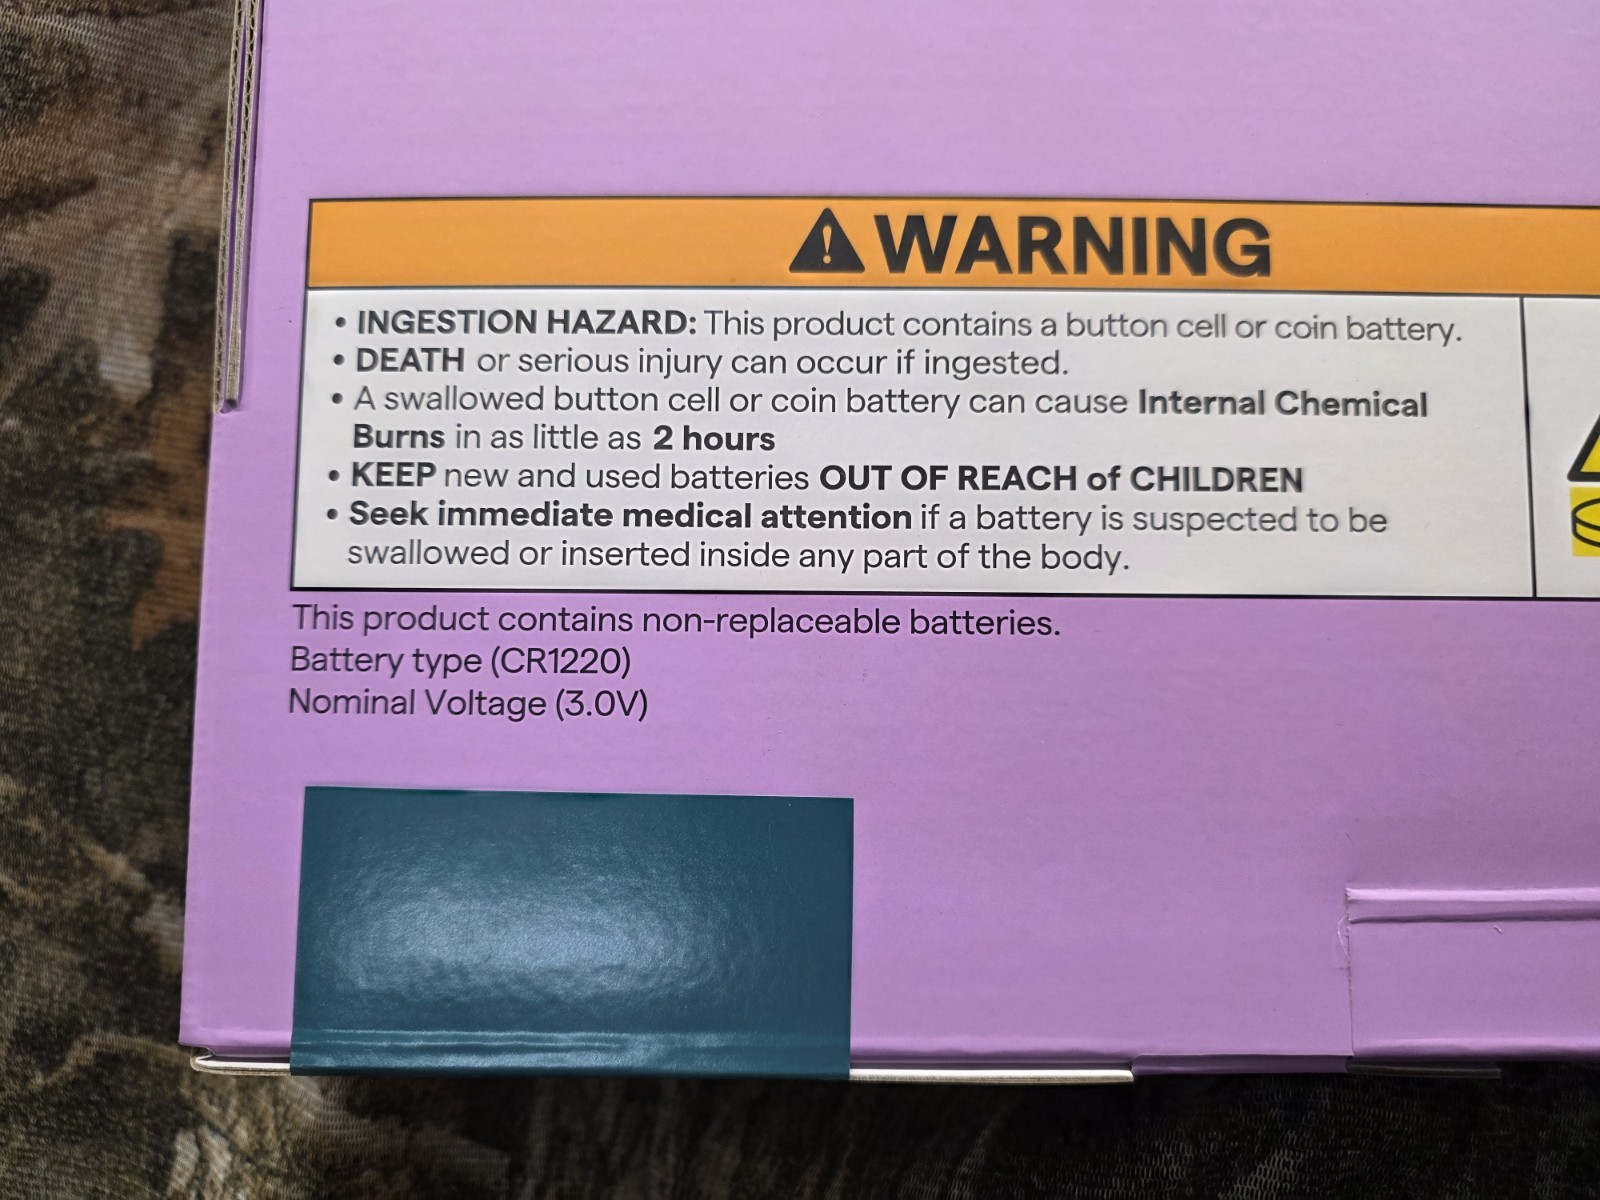 WARNING
• INGESTION HAZARD: This product contains a button cell or coin battery.
• DEATH or serious injury can occur if ingested.
• A swallowed button cell or coin battery can cause Internal Chemical
Burns in as little as 2 hours
• KEEP new and used batteries OUT OF REACH of CHILDREN
• Seek immediate medical attention if a battery is suspected to be
swallowed or inserted inside any part of the body.
This product contains non-replaceable batteries.
Battery type (CR1220)
Nominal Voltage (3.0V)